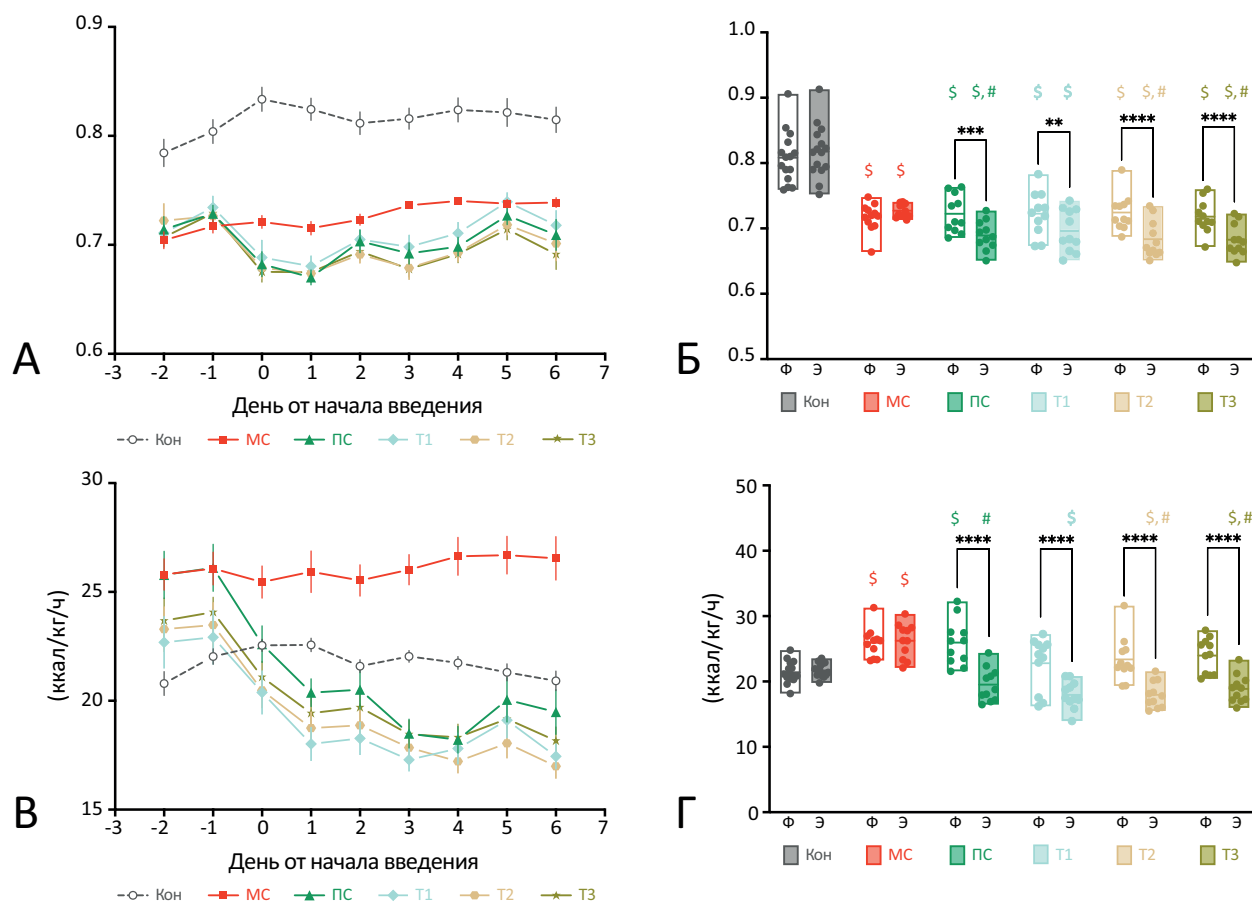 0.9
0.8
0.7
0.6
-3 -2 -1 0 1 2 3 4 5 6 7
А
День от начала введения
Кон МС ПС Т1 Т2 Т3
1.0
0.9
0.8
0.7
0.6
0.5
$ $ $ $, # $ $ $ $, # $ $, #
*** ** **** ****
Ф Э Ф Э Ф Э Ф Э Ф Э Ф Э
Б
Кон МС ПС Т1 Т2 Т3
(ккал/кг/ч)
30
25
20
15
-3 -2 -1 0 1 2 3 4 5 6 7
В
День от начала введения
Кон МС ПС Т1 Т2 Т3
(ккал/кг/ч)
50
40
30
20
10
0
$ $ $ # $ $, # $, #
**** **** **** ****
Ф Э Ф Э Ф Э Ф Э Ф Э Ф Э
Г
Кон МС ПС Т1 Т2 Т3